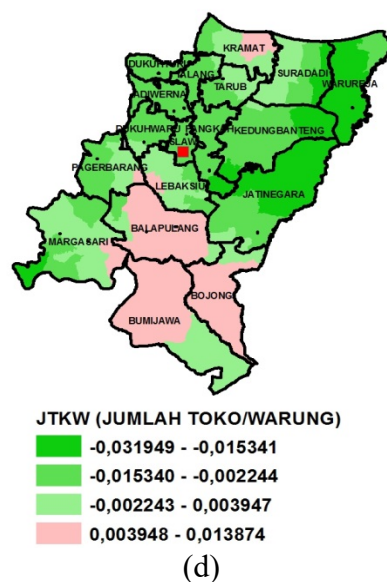 KRAMAT
DUKUHTURI
TALANG
SURADADI
WARUREJA
ADIWERNA
TARUB
DUKUHWARU
PANGKAH
KEDUNGBANTENG
SLAWI
PAGERBARANG
LEBAKSIU
JATINEGARA
BALAPULANG
MARGASARI
BOJONG
BUMIJAWA
JTKW (JUMLAH TOKO/WARUNG)
-0,031949 - -0,015341
-0,015340 - -0,002244
-0,002243 - 0,003947
0,003948 - 0,013874
(d)